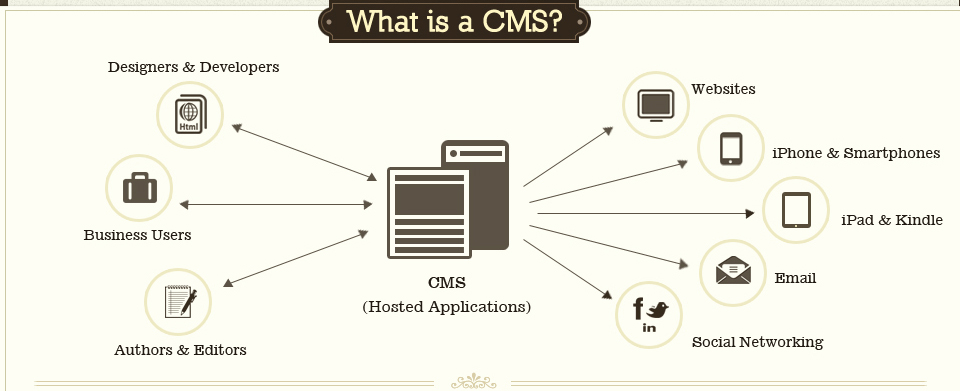 What is a CMS?
Designers & Developers
Html
Business Users
Authors & Editors
CMS
(Hosted Applications)
Websites
iPhone & Smartphones
iPad & Kindle
Email
f
in
Social Networking